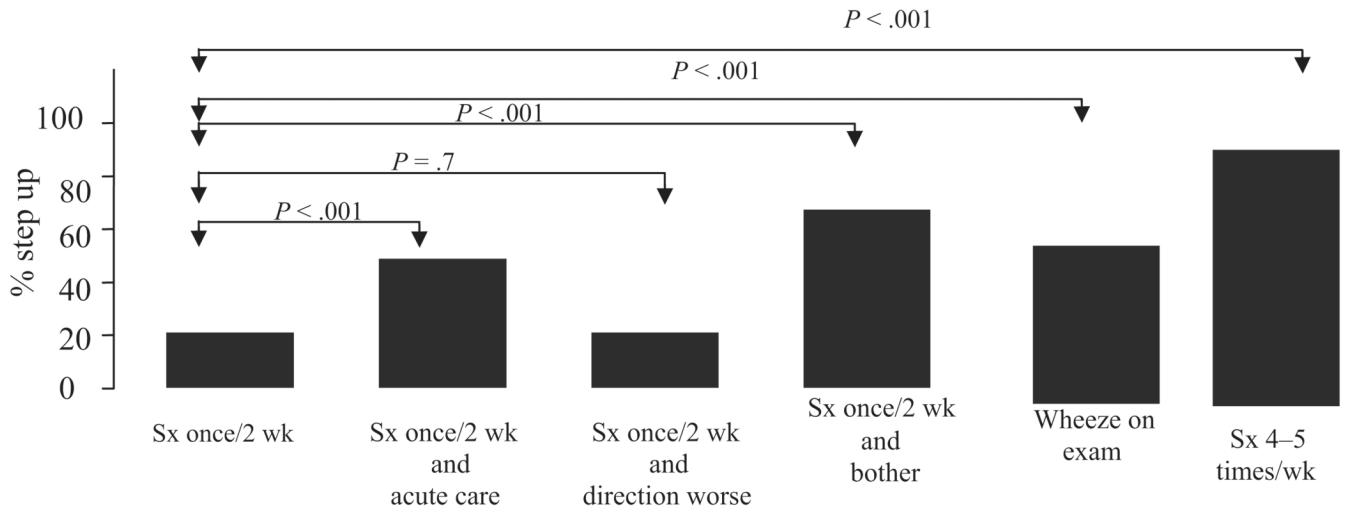 P < .001
P < .001
P < .001
P = .7
P < .001
% step up
100
80
60
40
20
0
Sx once/2 wk
Sx once/2 wk
and
acute care
Sx once/2 wk
and
direction worse
Sx once/2 wk
and
bother
Wheeze on
exam
Sx 4–5
times/wk